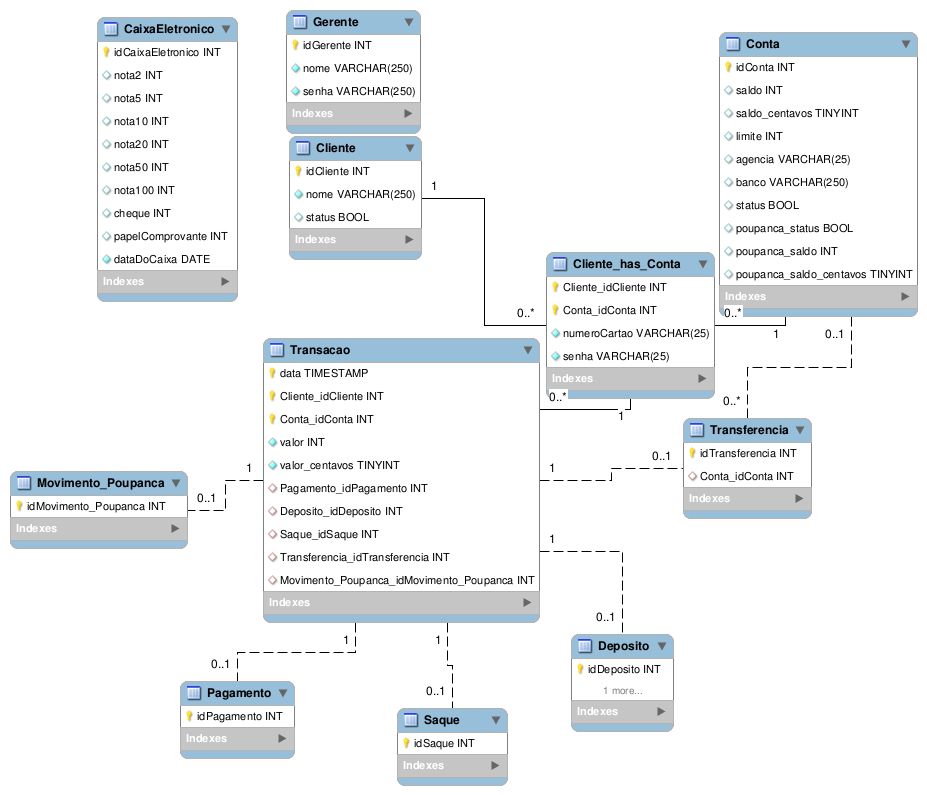 CaixaEletronico
idCaixaEletronico INT
nota2 INT
nota5 INT
nota10 INT
nota20 INT
nota50 INT
nota100 INT
cheque INT
papelComprovante INT
dataDoCaixa DATE
Indexes
Gerente
idGerente INT
nome VARCHAR(250)
senha VARCHAR(250)
Indexes
Cliente
idCliente INT
nome VARCHAR(250)
status BOOL
Indexes
1
0..*
Conta
idConta INT
saldo INT
saldo_centavos TINYINT
limite INT
agencia VARCHAR(25)
banco VARCHAR(250)
status BOOL
poupanca_status BOOL
poupanca_saldo INT
poupanca_saldo_centavos TINYINT
Indexes
0..*
1
0..1
Cliente_has_Conta
Cliente_idCliente INT
Conta_idConta INT
numeroCartao VARCHAR(25)
senha VARCHAR(25)
Indexes
0..*
1
0..*
Transacao
data TIMESTAMP
Cliente_idCliente INT
Conta_idConta INT
valor INT
valor_centavos TINYINT
Pagamento_idPagamento INT
Deposito_idDeposito INT
Saque_idSaque INT
Transferencia_idTransferencia INT
Movimento_Poupanca_idMovimento_Poupanca INT
Indexes
Transferencia
idTransferencia INT
Conta_idConta INT
Indexes
1
0..1
1
0..1
Movimento_Poupanca
idMovimento_Poupanca INT
Indexes
1
0..1
Deposito
idDeposito INT
1 more...
Indexes
1
0..1
Pagamento
idPagamento INT
Indexes
1
0..1
Saque
idSaque INT
Indexes